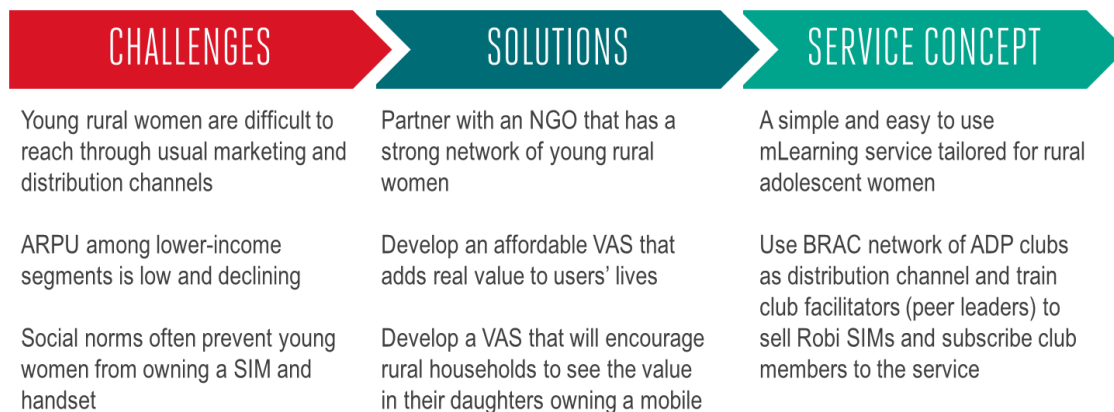 CHALLENGES
SOLUTIONS
SERVICE CONCEPT
Young rural women are difficult to
reach through usual marketing and
distribution channels
ARPU among lower-income
segments is low and declining
Social norms often prevent young
women from owning a SIM and
handset
Partner with an NGO that has a
strong network of young rural
women
Develop an affordable VAS that
adds real value to users’ lives
Develop a VAS that will encourage
rural households to see the value
in their daughters owning a mobile
A simple and easy to use
mLearning service tailored for rural
adolescent women
Use BRAC network of ADP clubs
as distribution channel and train
club facilitators (peer leaders) to
sell Robi SIMs and subscribe club
members to the service